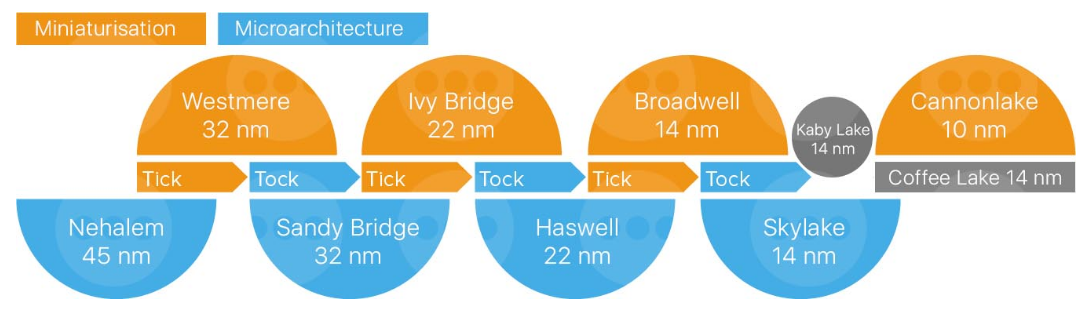 Miniaturisation
Microarchitecture
Westmere
32 nm
Ivy Bridge
22 nm
Broadwell
14 nm
Kaby Lake
14 nm
Cannonlake
10 nm
Tick
Tock
Tick
Tock
Tick
Tock
Coffee Lake 14 nm
Nehalem
45 nm
Sandy Bridge
32 nm
Haswell
22 nm
Skylake
14 nm